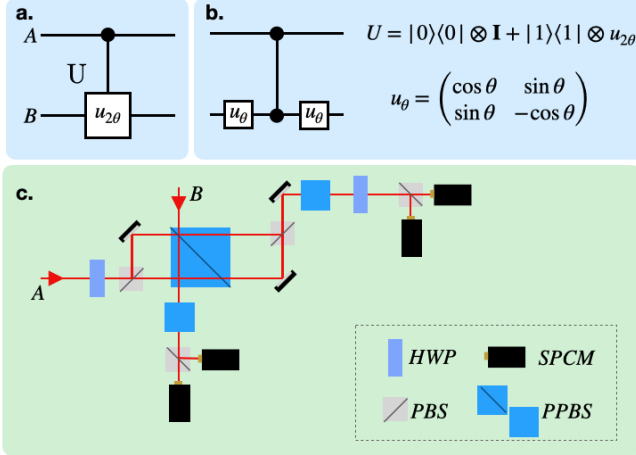 a.
A
U
B
u₂θ
b.
uθ
uθ
U = |0⟩⟨0| ⊗ I + |1⟩⟨1| ⊗ u₂θ
uθ = (cos θ sin θ
sin θ −cos θ)
c.
B
A
HWP
SPCM
PBS
PPBS